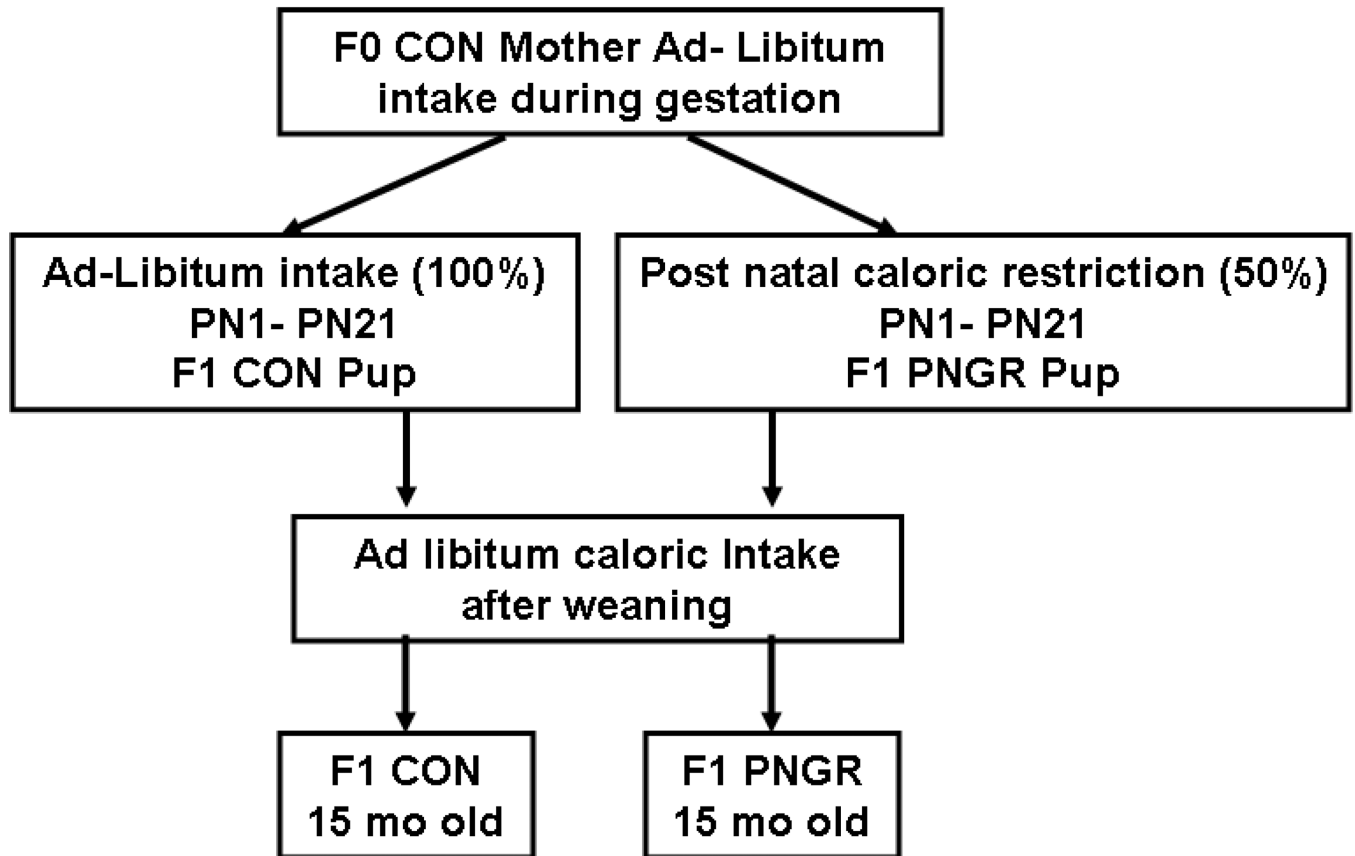 F0 CON Mother Ad- Libitum
intake during gestation
Ad-Libitum intake (100%)
PN1- PN21
F1 CON Pup
Post natal caloric restriction (50%)
PN1- PN21
F1 PNGR Pup
Ad libitum caloric Intake
after weaning
F1 CON
15 mo old
F1 PNGR
15 mo old